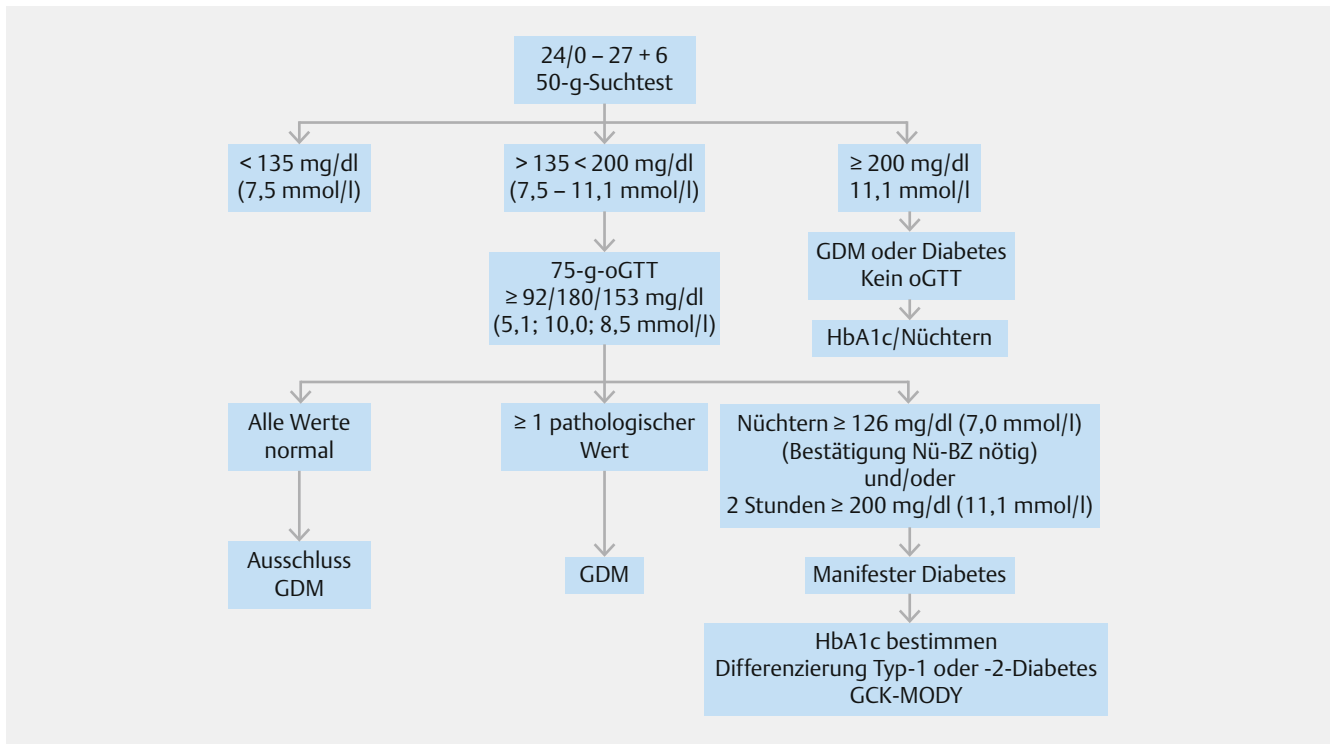 24/0 – 27 + 6
50-g-Suchtest
< 135 mg/dl
(7,5 mmol/l)
> 135 < 200 mg/dl
(7,5 – 11,1 mmol/l)
≥ 200 mg/dl
11,1 mmol/l
75-g-oGTT
≥ 92/180/153 mg/dl
(5,1; 10,0; 8,5 mmol/l)
GDM oder Diabetes
Kein oGTT
HbA1c/Nüchtern
Alle Werte
normal
≥ 1 pathologischer
Wert
Nüchtern ≥ 126 mg/dl (7,0 mmol/l)
(Bestätigung Nü-BZ nötig)
und/oder
2 Stunden ≥ 200 mg/dl (11,1 mmol/l)
Ausschluss
GDM
GDM
Manifester Diabetes
HbA1c bestimmen
Differenzierung Typ-1 oder -2-Diabetes
GCK-MODY